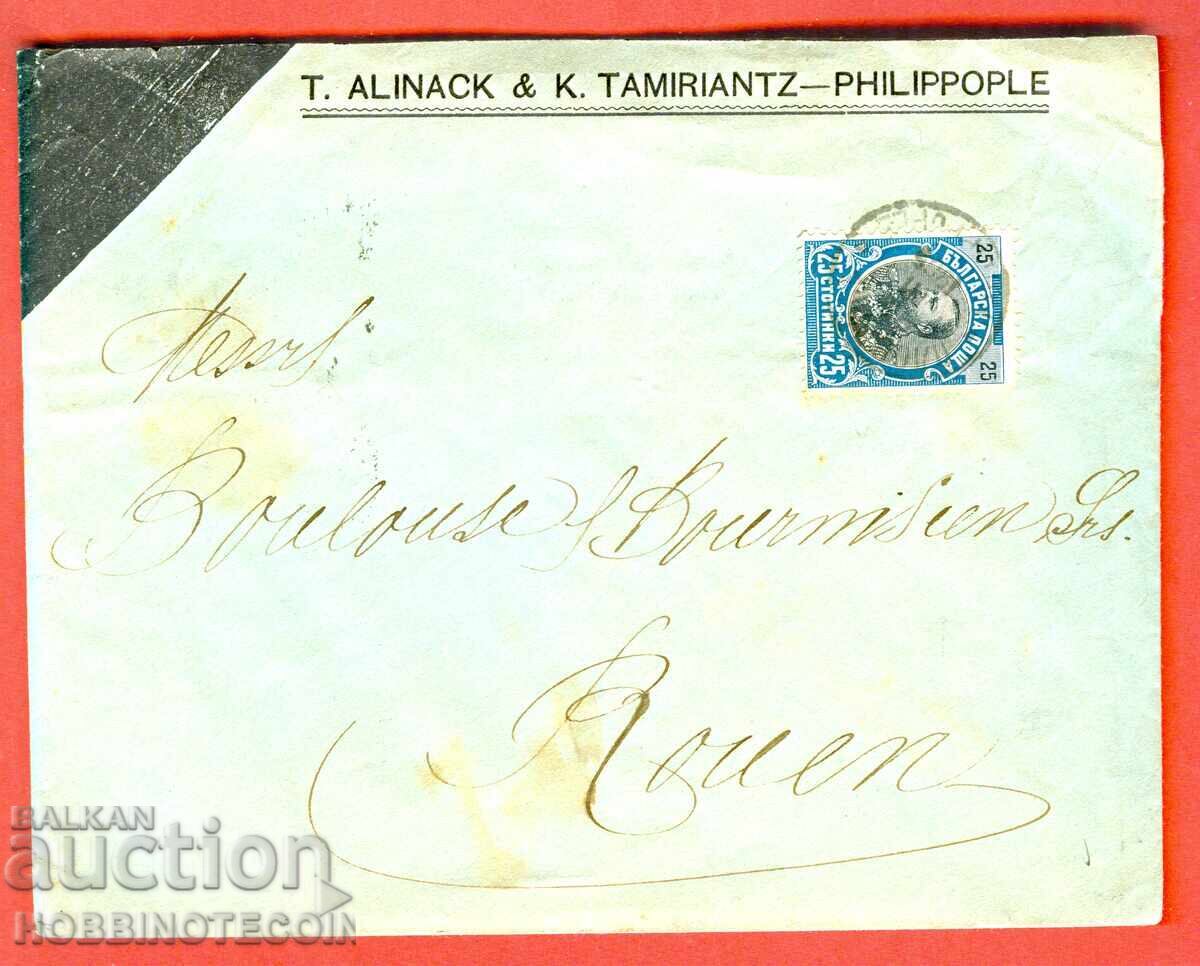 T. ALINACK & K. TAMIRIANTZ—PHILIPPOPLE
25 25
БЪЛГАРСКА ПОЩА
25 СТОТИНКИ 25
Messrs
Boulouse & Dourmisien Srs.
Rouen
BALKAN
auction
HOBBINOTECOIN